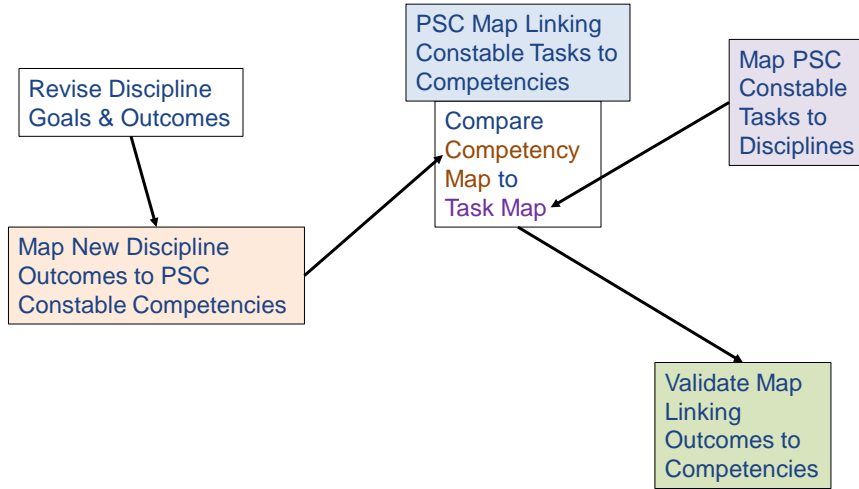 PSC Map Linking
Constable Tasks to
Competencies
Map PSC
Constable
Tasks to
Disciplines
Revise Discipline
Goals & Outcomes
Compare
Competency
Map to
Task Map
Map New Discipline
Outcomes to PSC
Constable Competencies
Validate Map
Linking
Outcomes to
Competencies